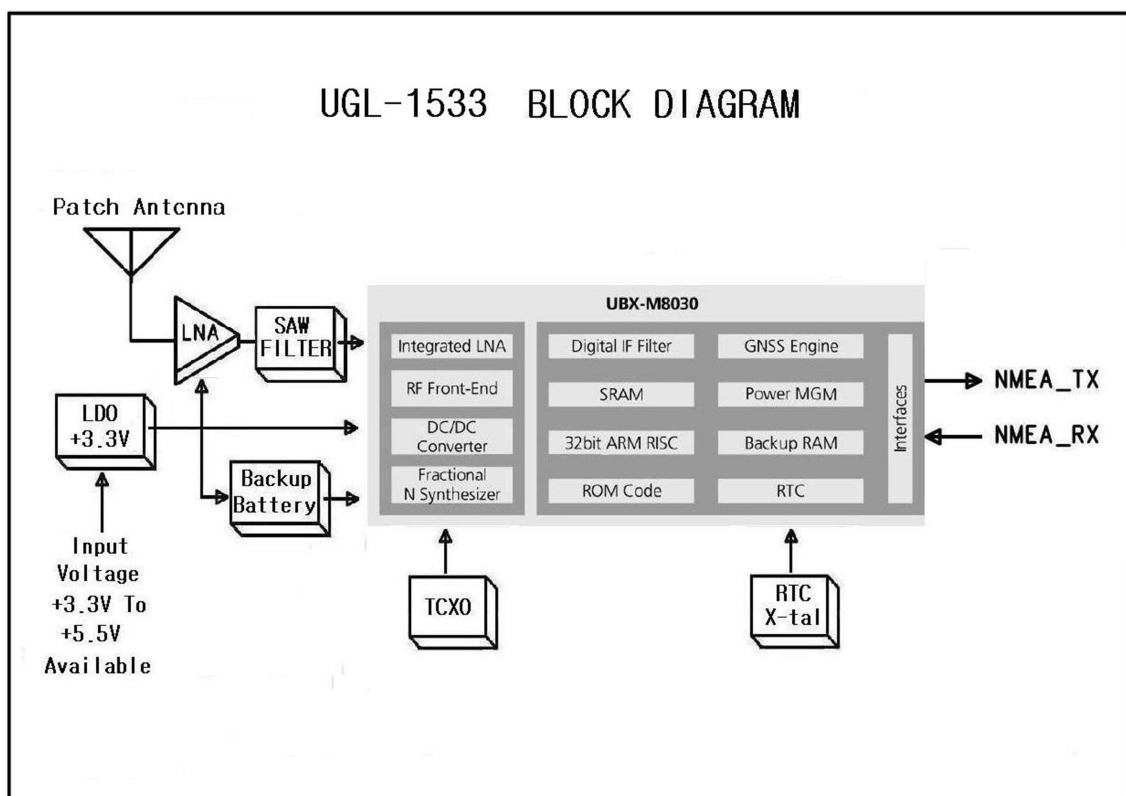 UGL-1533 BLOCK DIAGRAM
Patch Antenna
LNA
SAW
FILTER
LDO
+3.3V
Backup
Battery
Input
Voltage
+3.3V To
+5.5V
Available
UBX-M8030
Integrated LNA
RF Front-End
DC/DC
Converter
Fractional
N Synthesizer
Digital IF Filter
SRAM
32bit ARM RISC
ROM Code
GNSS Engine
Power MGM
Backup RAM
RTC
Interfaces
NMEA_TX
NMEA_RX
TCXO
RTC
X-tal